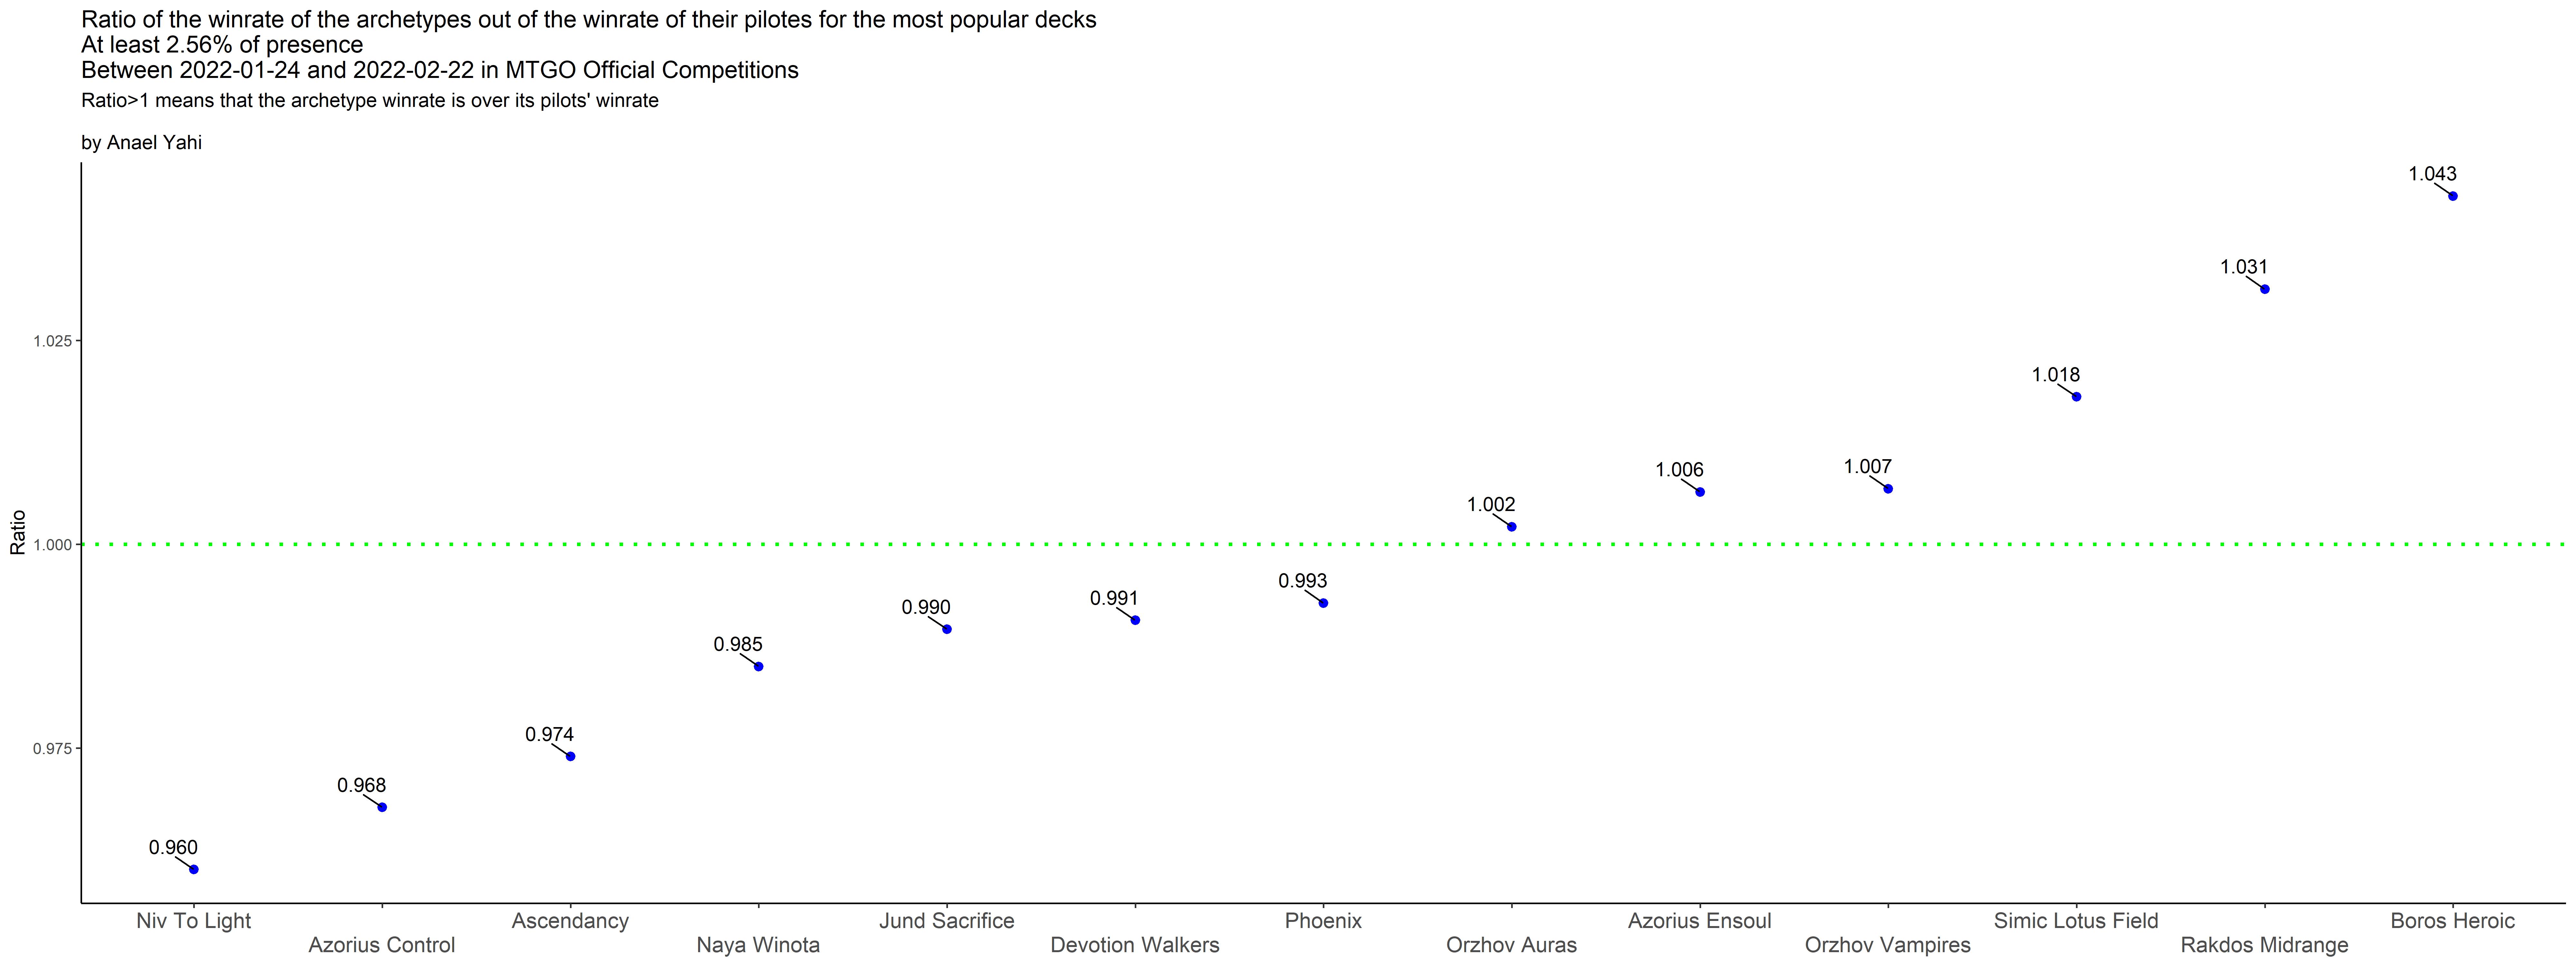 Ratio of the winrate of the archetypes out of the winrate of their pilotes for the most popular decks
At least 2.56% of presence
Between 2022-01-24 and 2022-02-22 in MTGO Official Competitions
Ratio>1 means that the archetype winrate is over its pilots' winrate
by Anael Yahi
1.043
1.031
1.025
1.018
1.007
1.006
1.002
Ratio
1.000
0.993
0.991
0.990
0.985
0.975
0.974
0.968
0.960
Niv To Light
Azorius Control
Ascendancy
Naya Winota
Jund Sacrifice
Devotion Walkers
Phoenix
Orzhov Auras
Azorius Ensoul
Orzhov Vampires
Simic Lotus Field
Rakdos Midrange
Boros Heroic